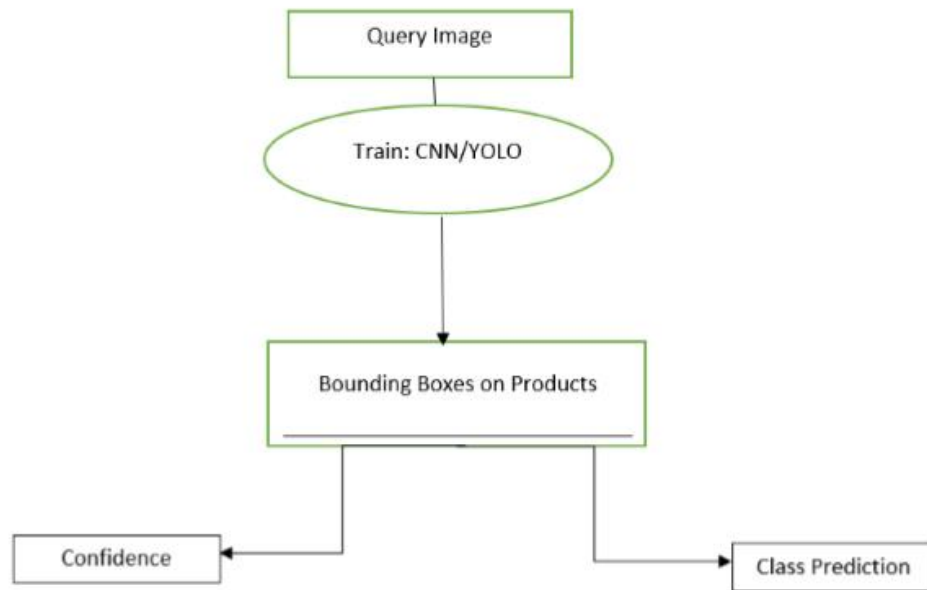 Query Image
Train: CNN/YOLO
Bounding Boxes on Products
Confidence
Class Prediction